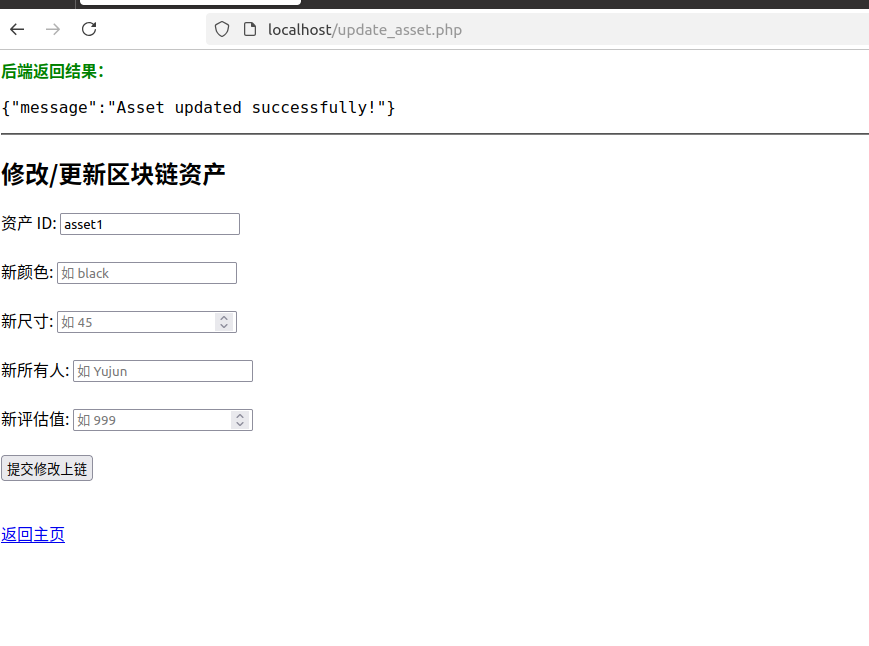 localhost/update_asset.php
后端返回结果：
{"message":"Asset updated successfully!"}
修改/更新区块链资产
资产 ID: asset1
新颜色: 如 black
新尺寸: 如 45
新所有人: 如 Yujun
新评估值: 如 999
提交修改上链
返回主页